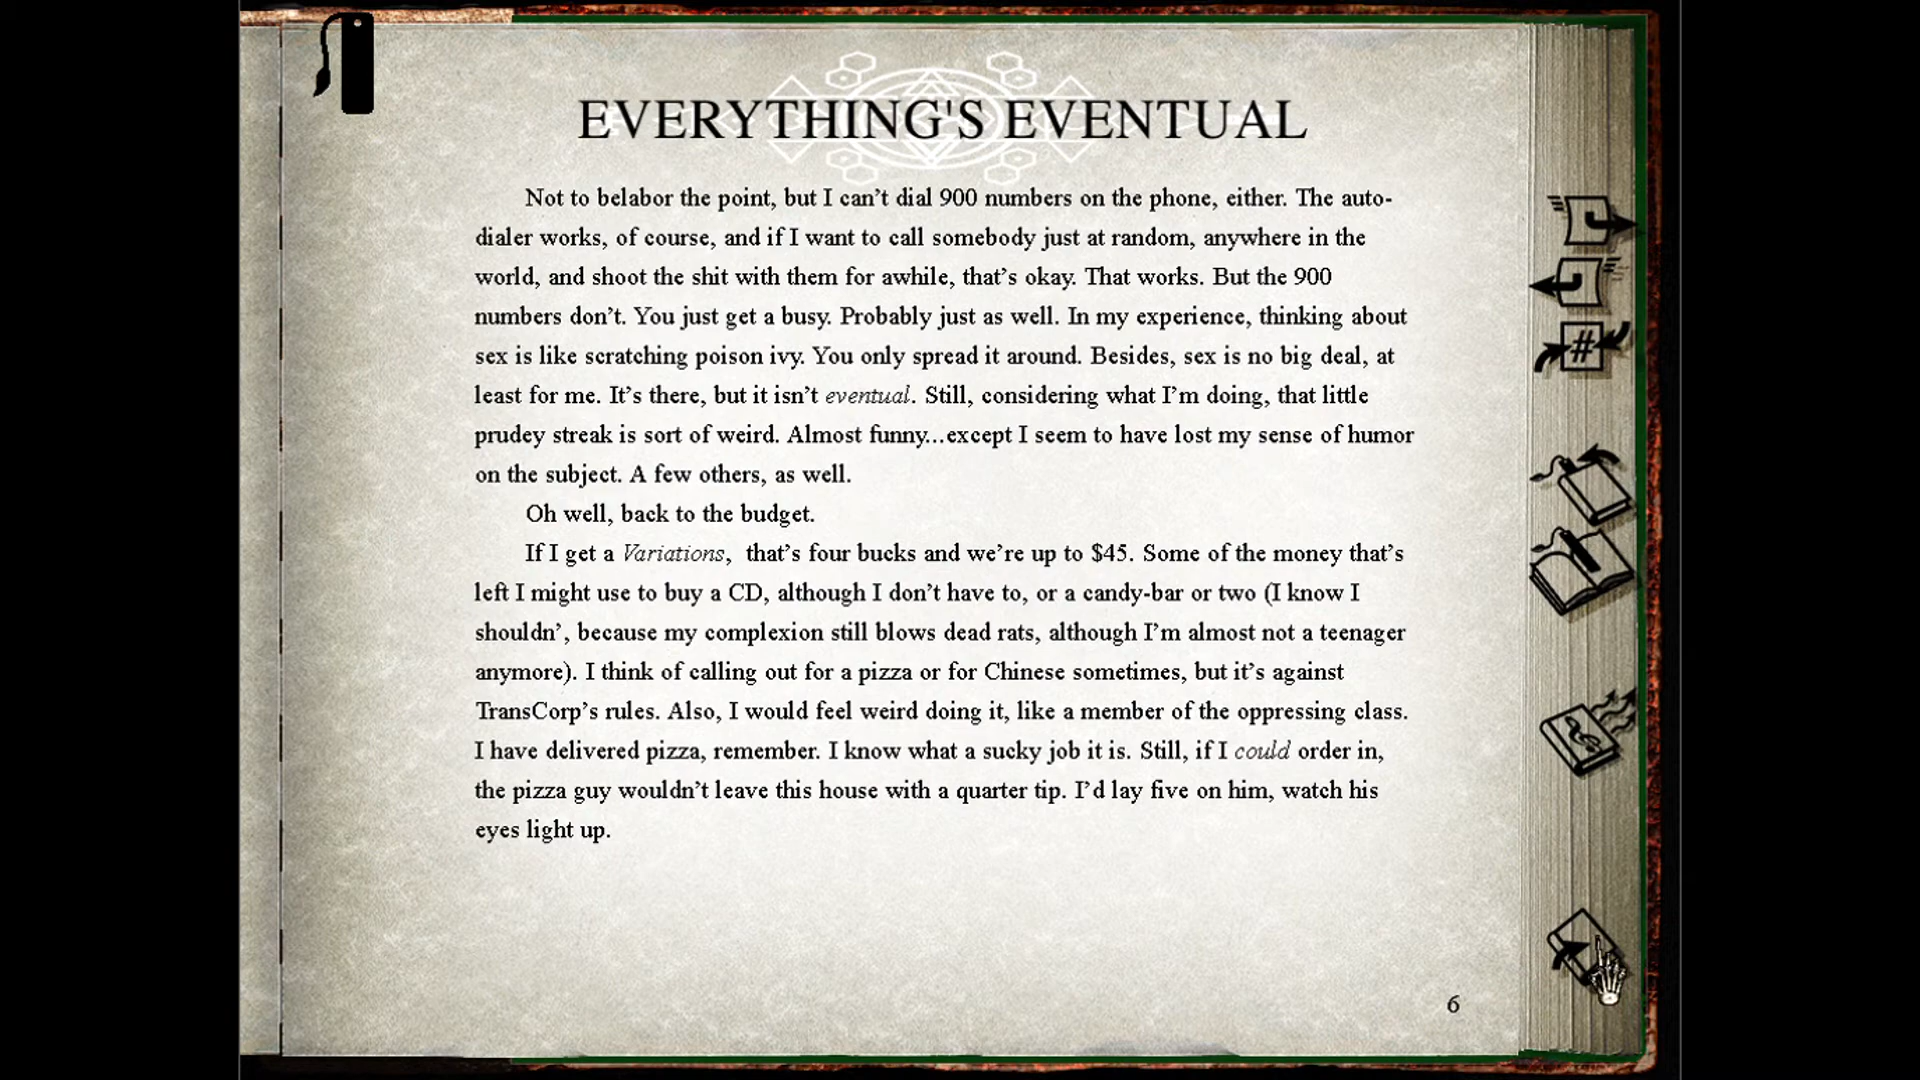 EVERYTHING'S EVENTUAL
Not to belabor the point, but I can’t dial 900 numbers on the phone, either. The auto-
dialer works, of course, and if I want to call somebody just at random, anywhere in the
world, and shoot the shit with them for awhile, that’s okay. That works. But the 900
numbers don’t. You just get a busy. Probably just as well. In my experience, thinking about
sex is like scratching poison ivy. You only spread it around. Besides, sex is no big deal, at
least for me. It’s there, but it isn’t eventual. Still, considering what I’m doing, that little
prudey streak is sort of weird. Almost funny...except I seem to have lost my sense of humor
on the subject. A few others, as well.
Oh well, back to the budget.
If I get a Variations, that’s four bucks and we’re up to $45. Some of the money that’s
left I might use to buy a CD, although I don’t have to, or a candy-bar or two (I know I
shouldn’, because my complexion still blows dead rats, although I’m almost not a teenager
anymore). I think of calling out for a pizza or for Chinese sometimes, but it’s against
TransCorp’s rules. Also, I would feel weird doing it, like a member of the oppressing class.
I have delivered pizza, remember. I know what a sucky job it is. Still, if I could order in,
the pizza guy wouldn’t leave this house with a quarter tip. I’d lay five on him, watch his
eyes light up.
#
6